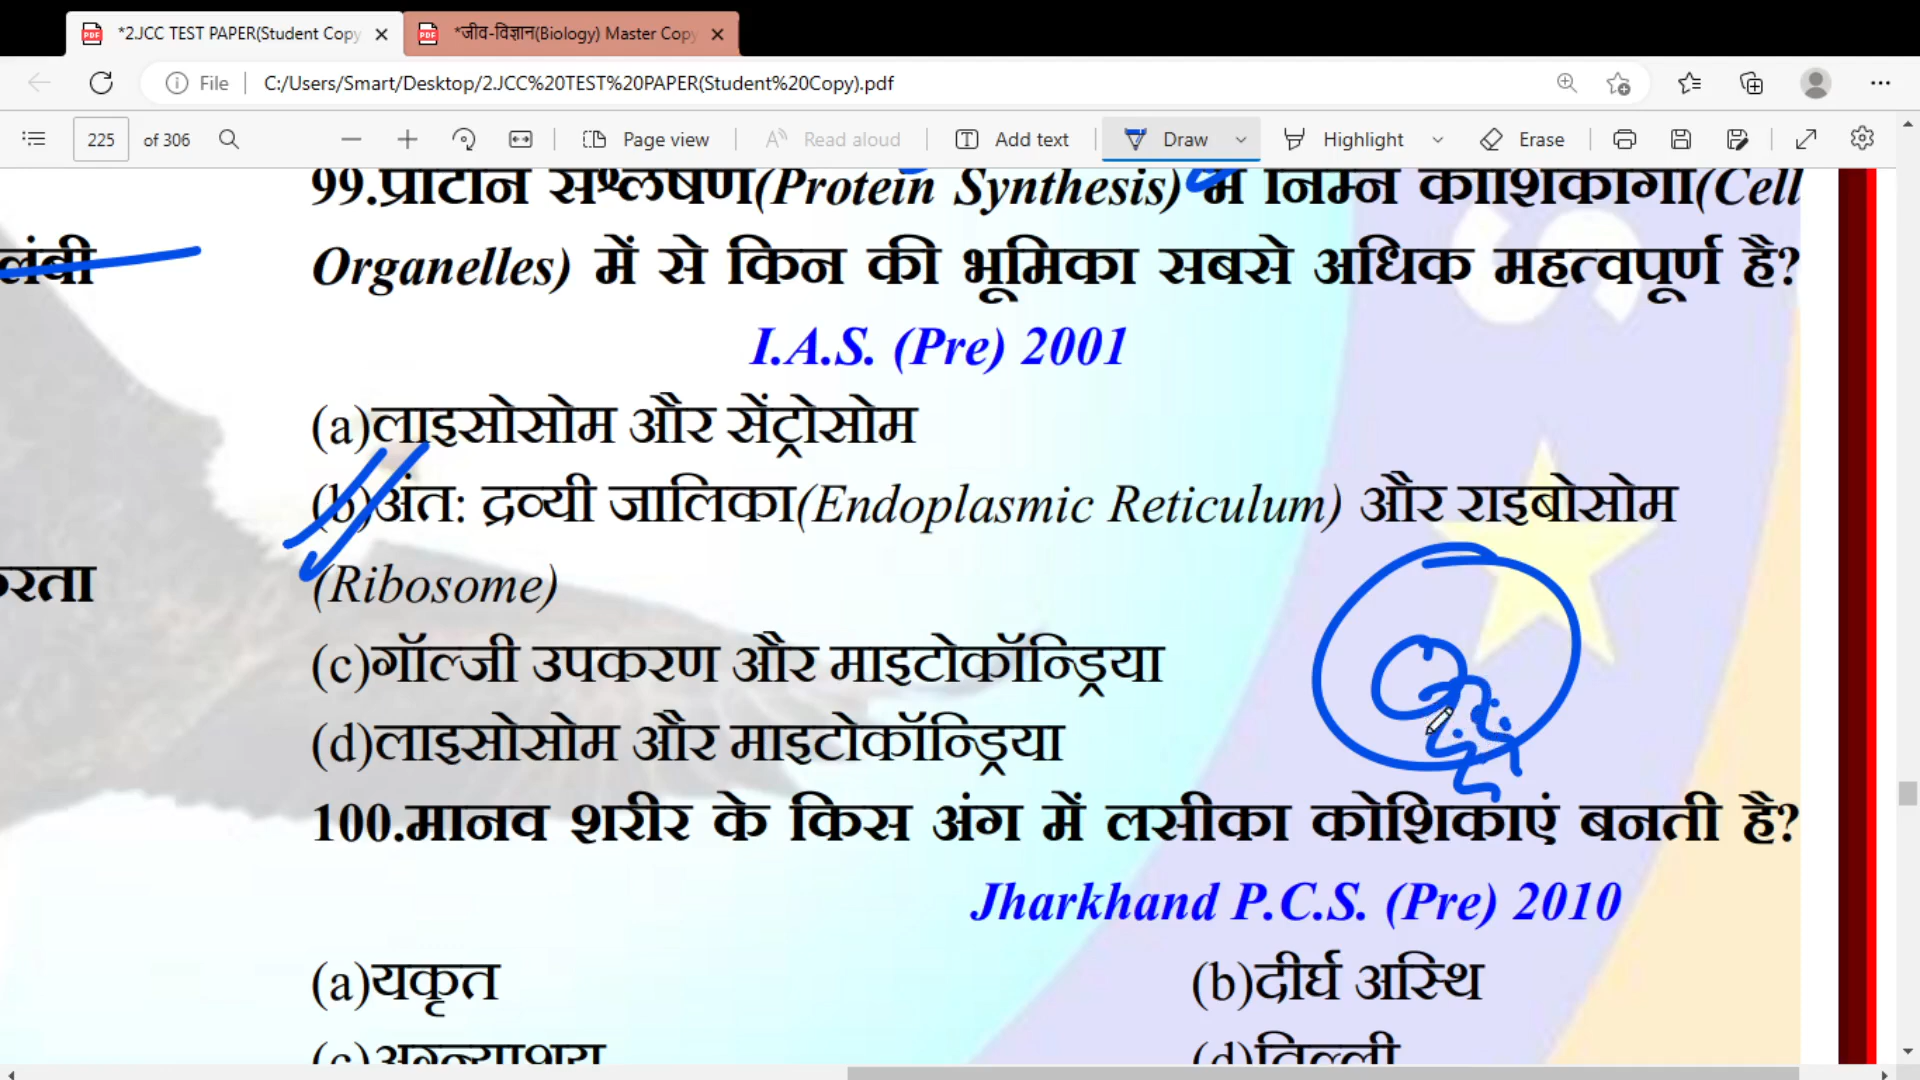 *2.JCC TEST PAPER(Student Copy
*जीव-विज्ञान(Biology) Master Copy
File
C:/Users/Smart/Desktop/2.JCC%20TEST%20PAPER(Student%20Copy).pdf
225 of 306
Page view
Read aloud
Add text
Draw
Highlight
Erase
लंबी
करता
99.प्रोटीन संश्लेषण(Protein Synthesis) में निम्न कोशिकांगों(Cell
Organelles) में से किन की भूमिका सबसे अधिक महत्वपूर्ण है?
I.A.S. (Pre) 2001
(a)लाइसोसोम और सेंट्रोसोम
(b)अंत: द्रव्यी जालिका(Endoplasmic Reticulum) और राइबोसोम
(Ribosome)
(c)गॉल्जी उपकरण और माइटोकॉन्ड्रिया
(d)लाइसोसोम और माइटोकॉन्ड्रिया
100.मानव शरीर के किस अंग में लसीका कोशिकाएं बनती है?
Jharkhand P.C.S. (Pre) 2010
(a)यकृत
(b)दीर्घ अस्थि
(c)अग्न्याशय
(d)तिल्ली
S